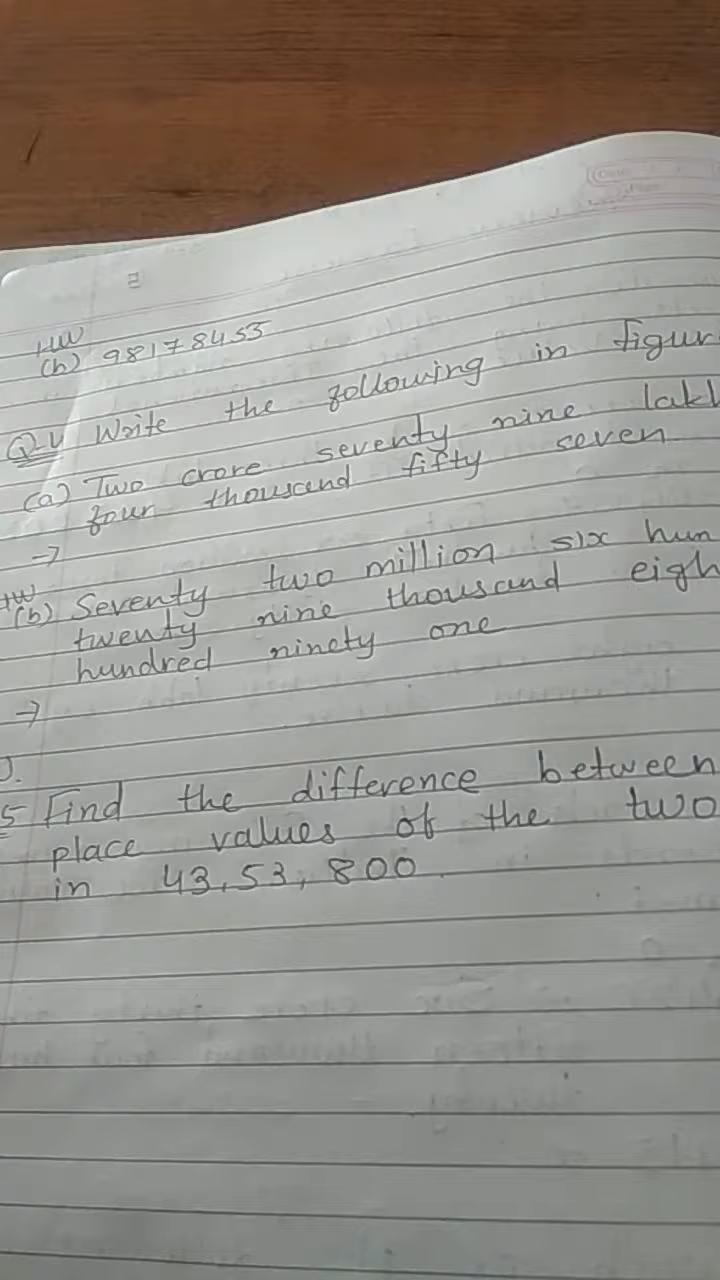 HW
(b) 98178455
Q-4 Write the following in figur
(a) Two crore seventy nine lakh
four thousand fifty seven
→
HW
(b) Seventy two million six hun
twenty nine thousand eigh
hundred ninety one
→
5 Find the difference between
place values of the two
in 43,53,800